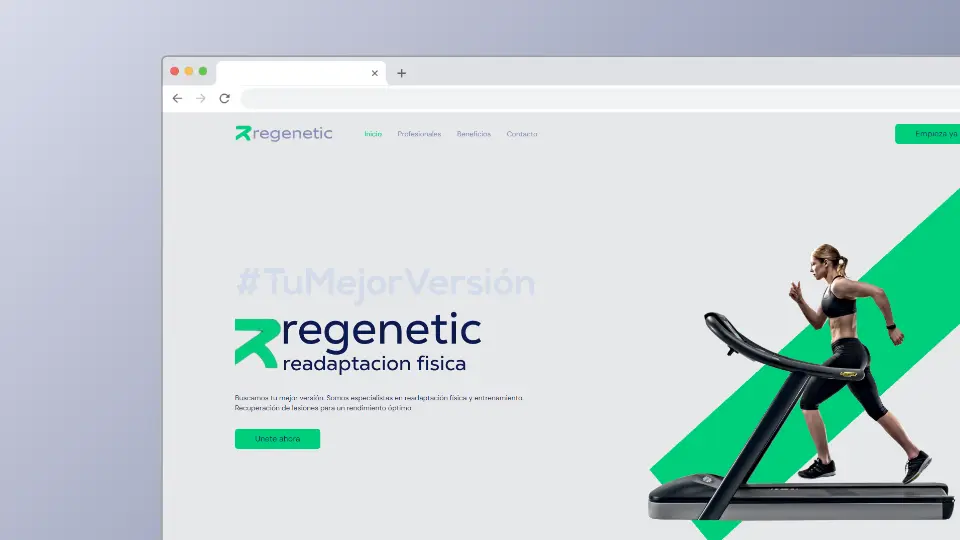 regenetic
Inicio Profesionales Beneficios Contacto
Empieza ya
#TuMejorVersión
regenetic
readaptacion fisica
Buscamos tu mejor versión. Somos especialistas en readaptación física y entrenamiento.
Recuperación de lesiones para un rendimiento óptimo
Unete ahora